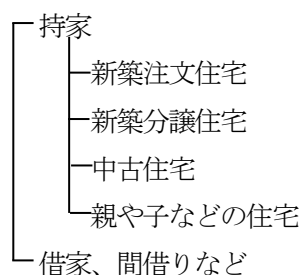 持家
新築注文住宅
新築分譲住宅
中古住宅
親や子などの住宅
借家、間借りなど